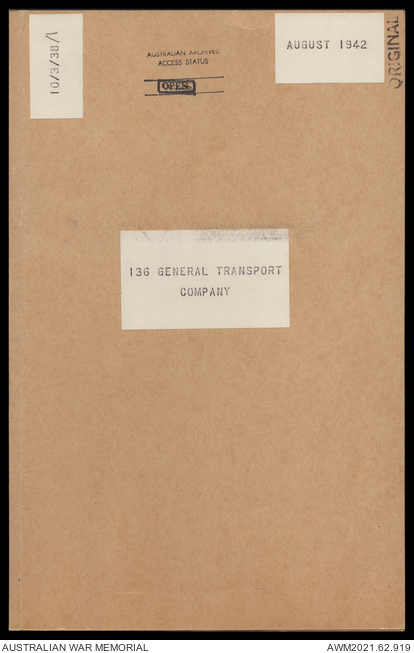 10/3/38/1
AUSTRALIAN ARCHIVES
ACCESS STATUS
OPEN.
AUGUST 1942
ORIGINAL
136 GENERAL TRANSPORT
COMPANY
AUSTRALIAN WAR MEMORIAL
AWM2021.62.919